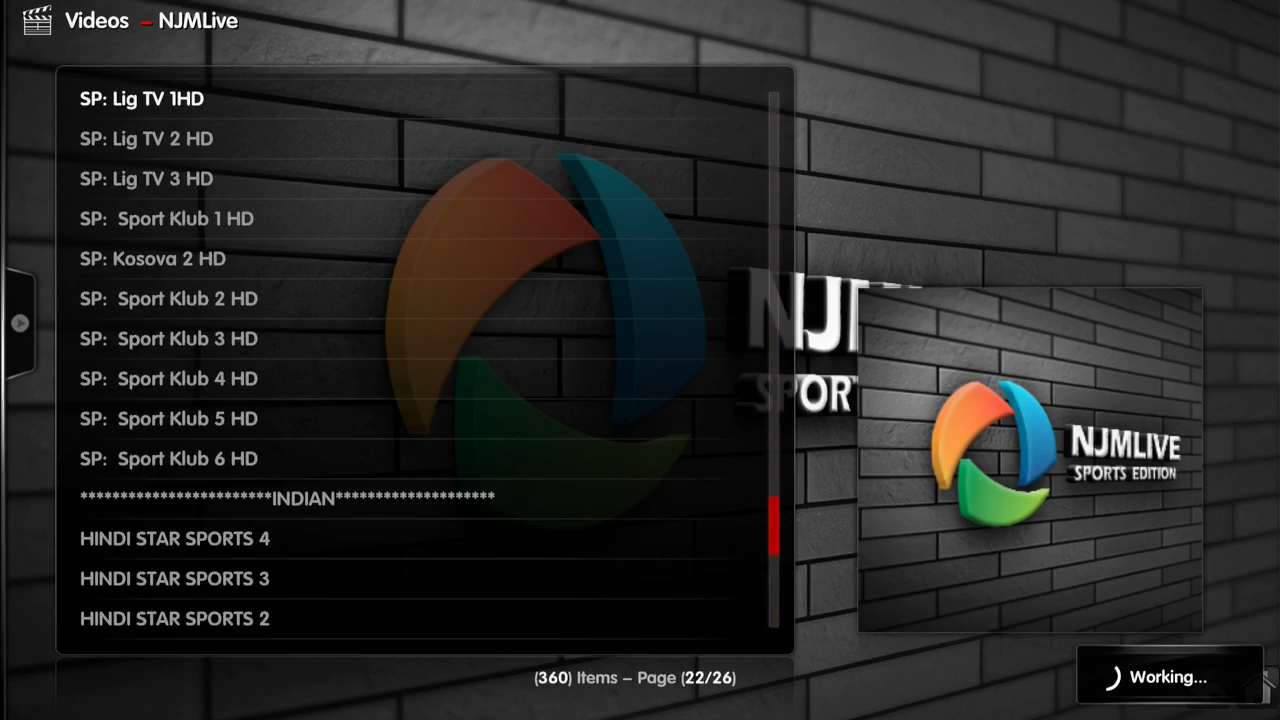 Videos – NJMLive
SP: Lig TV 1HD
SP: Lig TV 2 HD
SP: Lig TV 3 HD
SP:  Sport Klub 1 HD
SP: Kosova 2 HD
SP:  Sport Klub 2 HD
SP:  Sport Klub 3 HD
SP:  Sport Klub 4 HD
SP:  Sport Klub 5 HD
SP:  Sport Klub 6 HD
************************INDIAN********************
HINDI STAR SPORTS 4
HINDI STAR SPORTS 3
HINDI STAR SPORTS 2
NJMLIVE
SPORTS EDITION
(360) Items – Page (22/26)
Working...